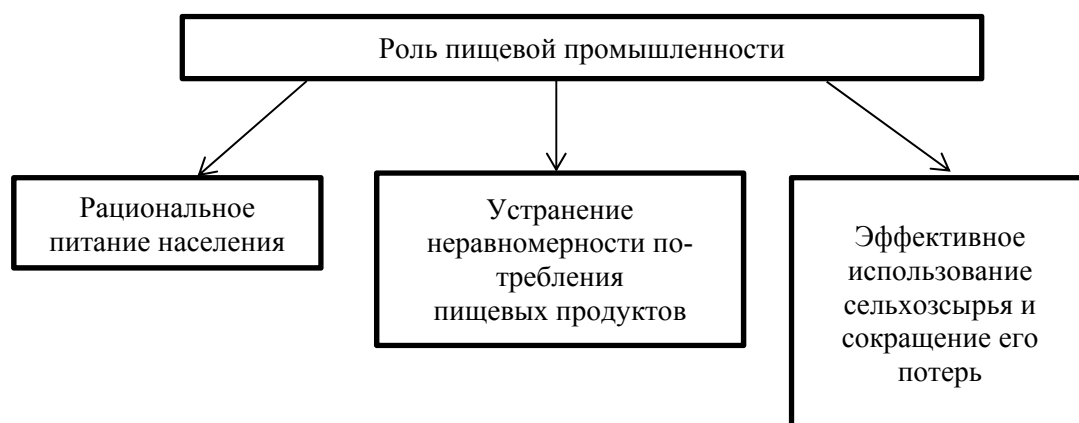 Роль пищевой промышленности
Рациональное
питание населения
Устранение
неравномерности по-
требления
пищевых продуктов
Эффективное
использование
сельхозсырья и
сокращение его
потерь